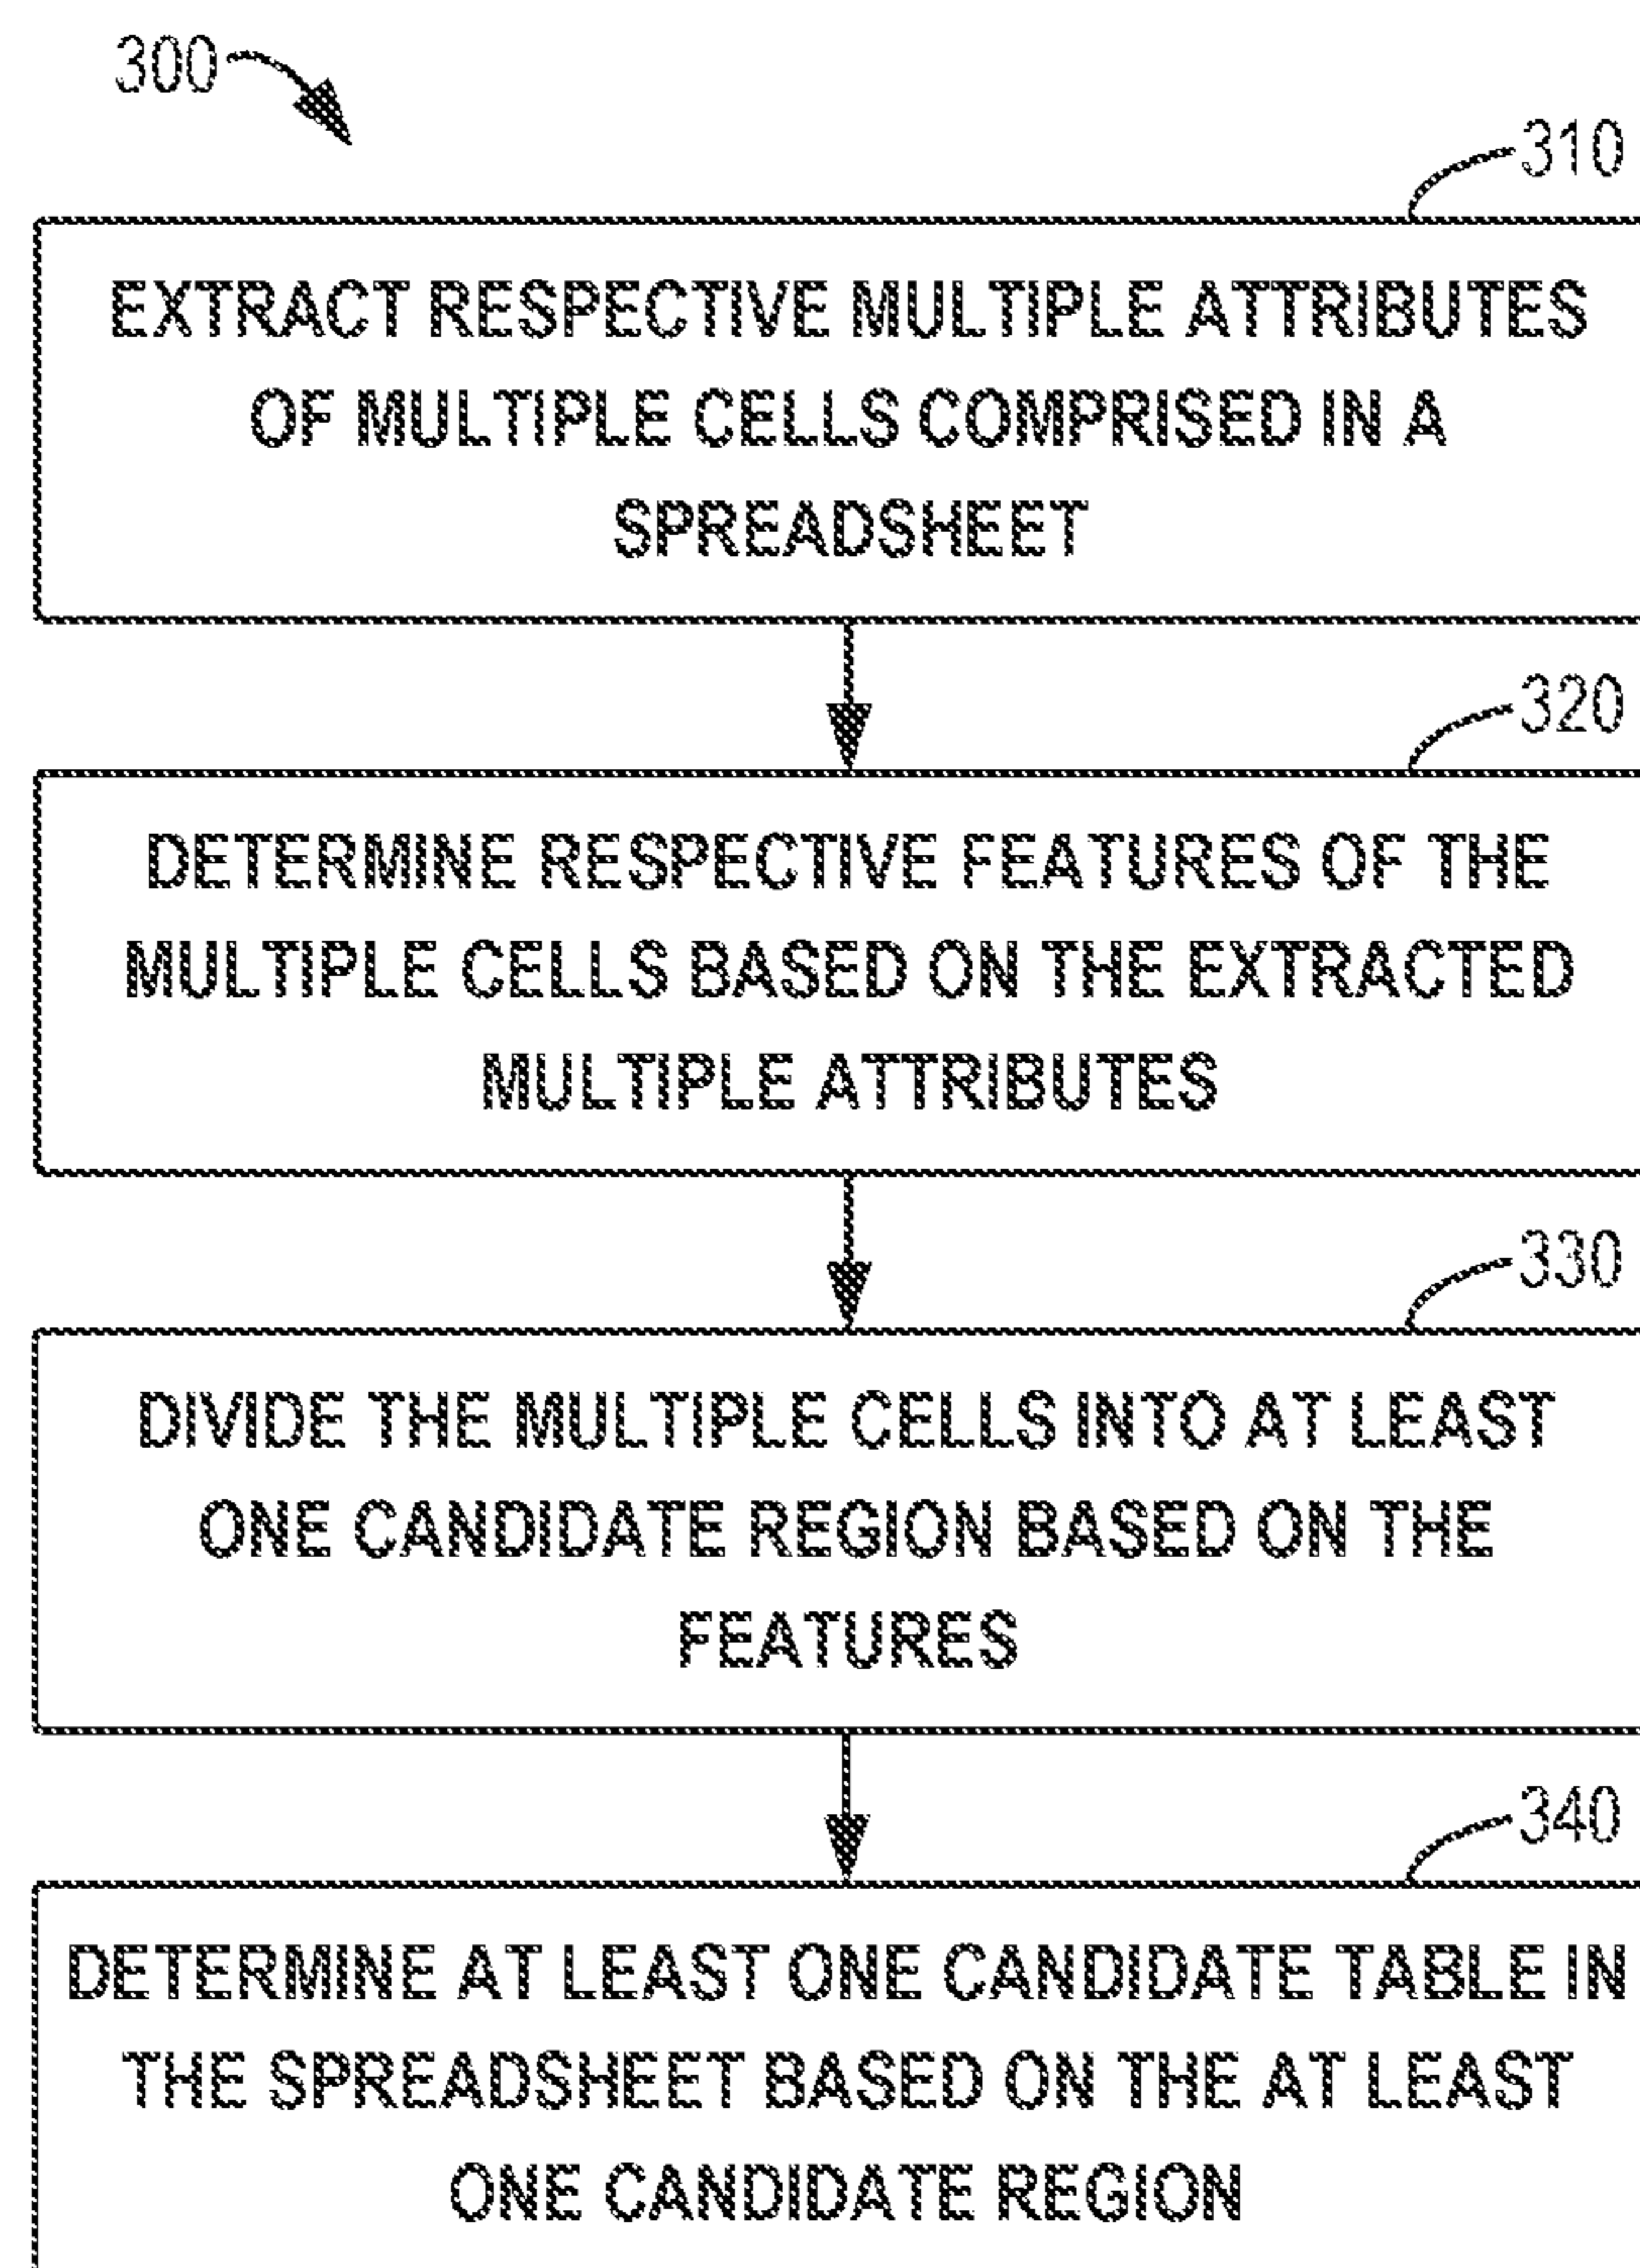 300
310
EXTRACT RESPECTIVE MULTIPLE ATTRIBUTES
OF MULTIPLE CELLS COMPRISED IN A
SPREADSHEET
320
DETERMINE RESPECTIVE FEATURES OF THE
MULTIPLE CELLS BASED ON THE EXTRACTED
MULTIPLE ATTRIBUTES
330
DIVIDE THE MULTIPLE CELLS INTO AT LEAST
ONE CANDIDATE REGION BASED ON THE
FEATURES
340
DETERMINE AT LEAST ONE CANDIDATE TABLE IN
THE SPREADSHEET BASED ON THE AT LEAST
ONE CANDIDATE REGION